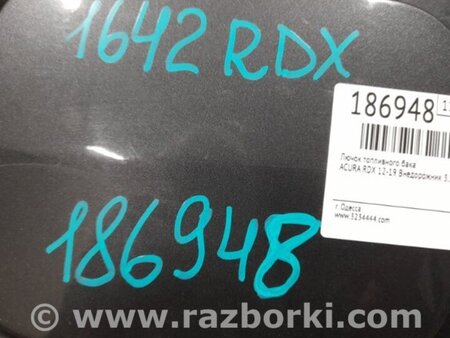 1642 RDX
186948
186948
Лючок топливного бака
ACURA RDX 12-19 Внедорожник 3.
г. Одесса
www.3234444.com
www.razborki.com